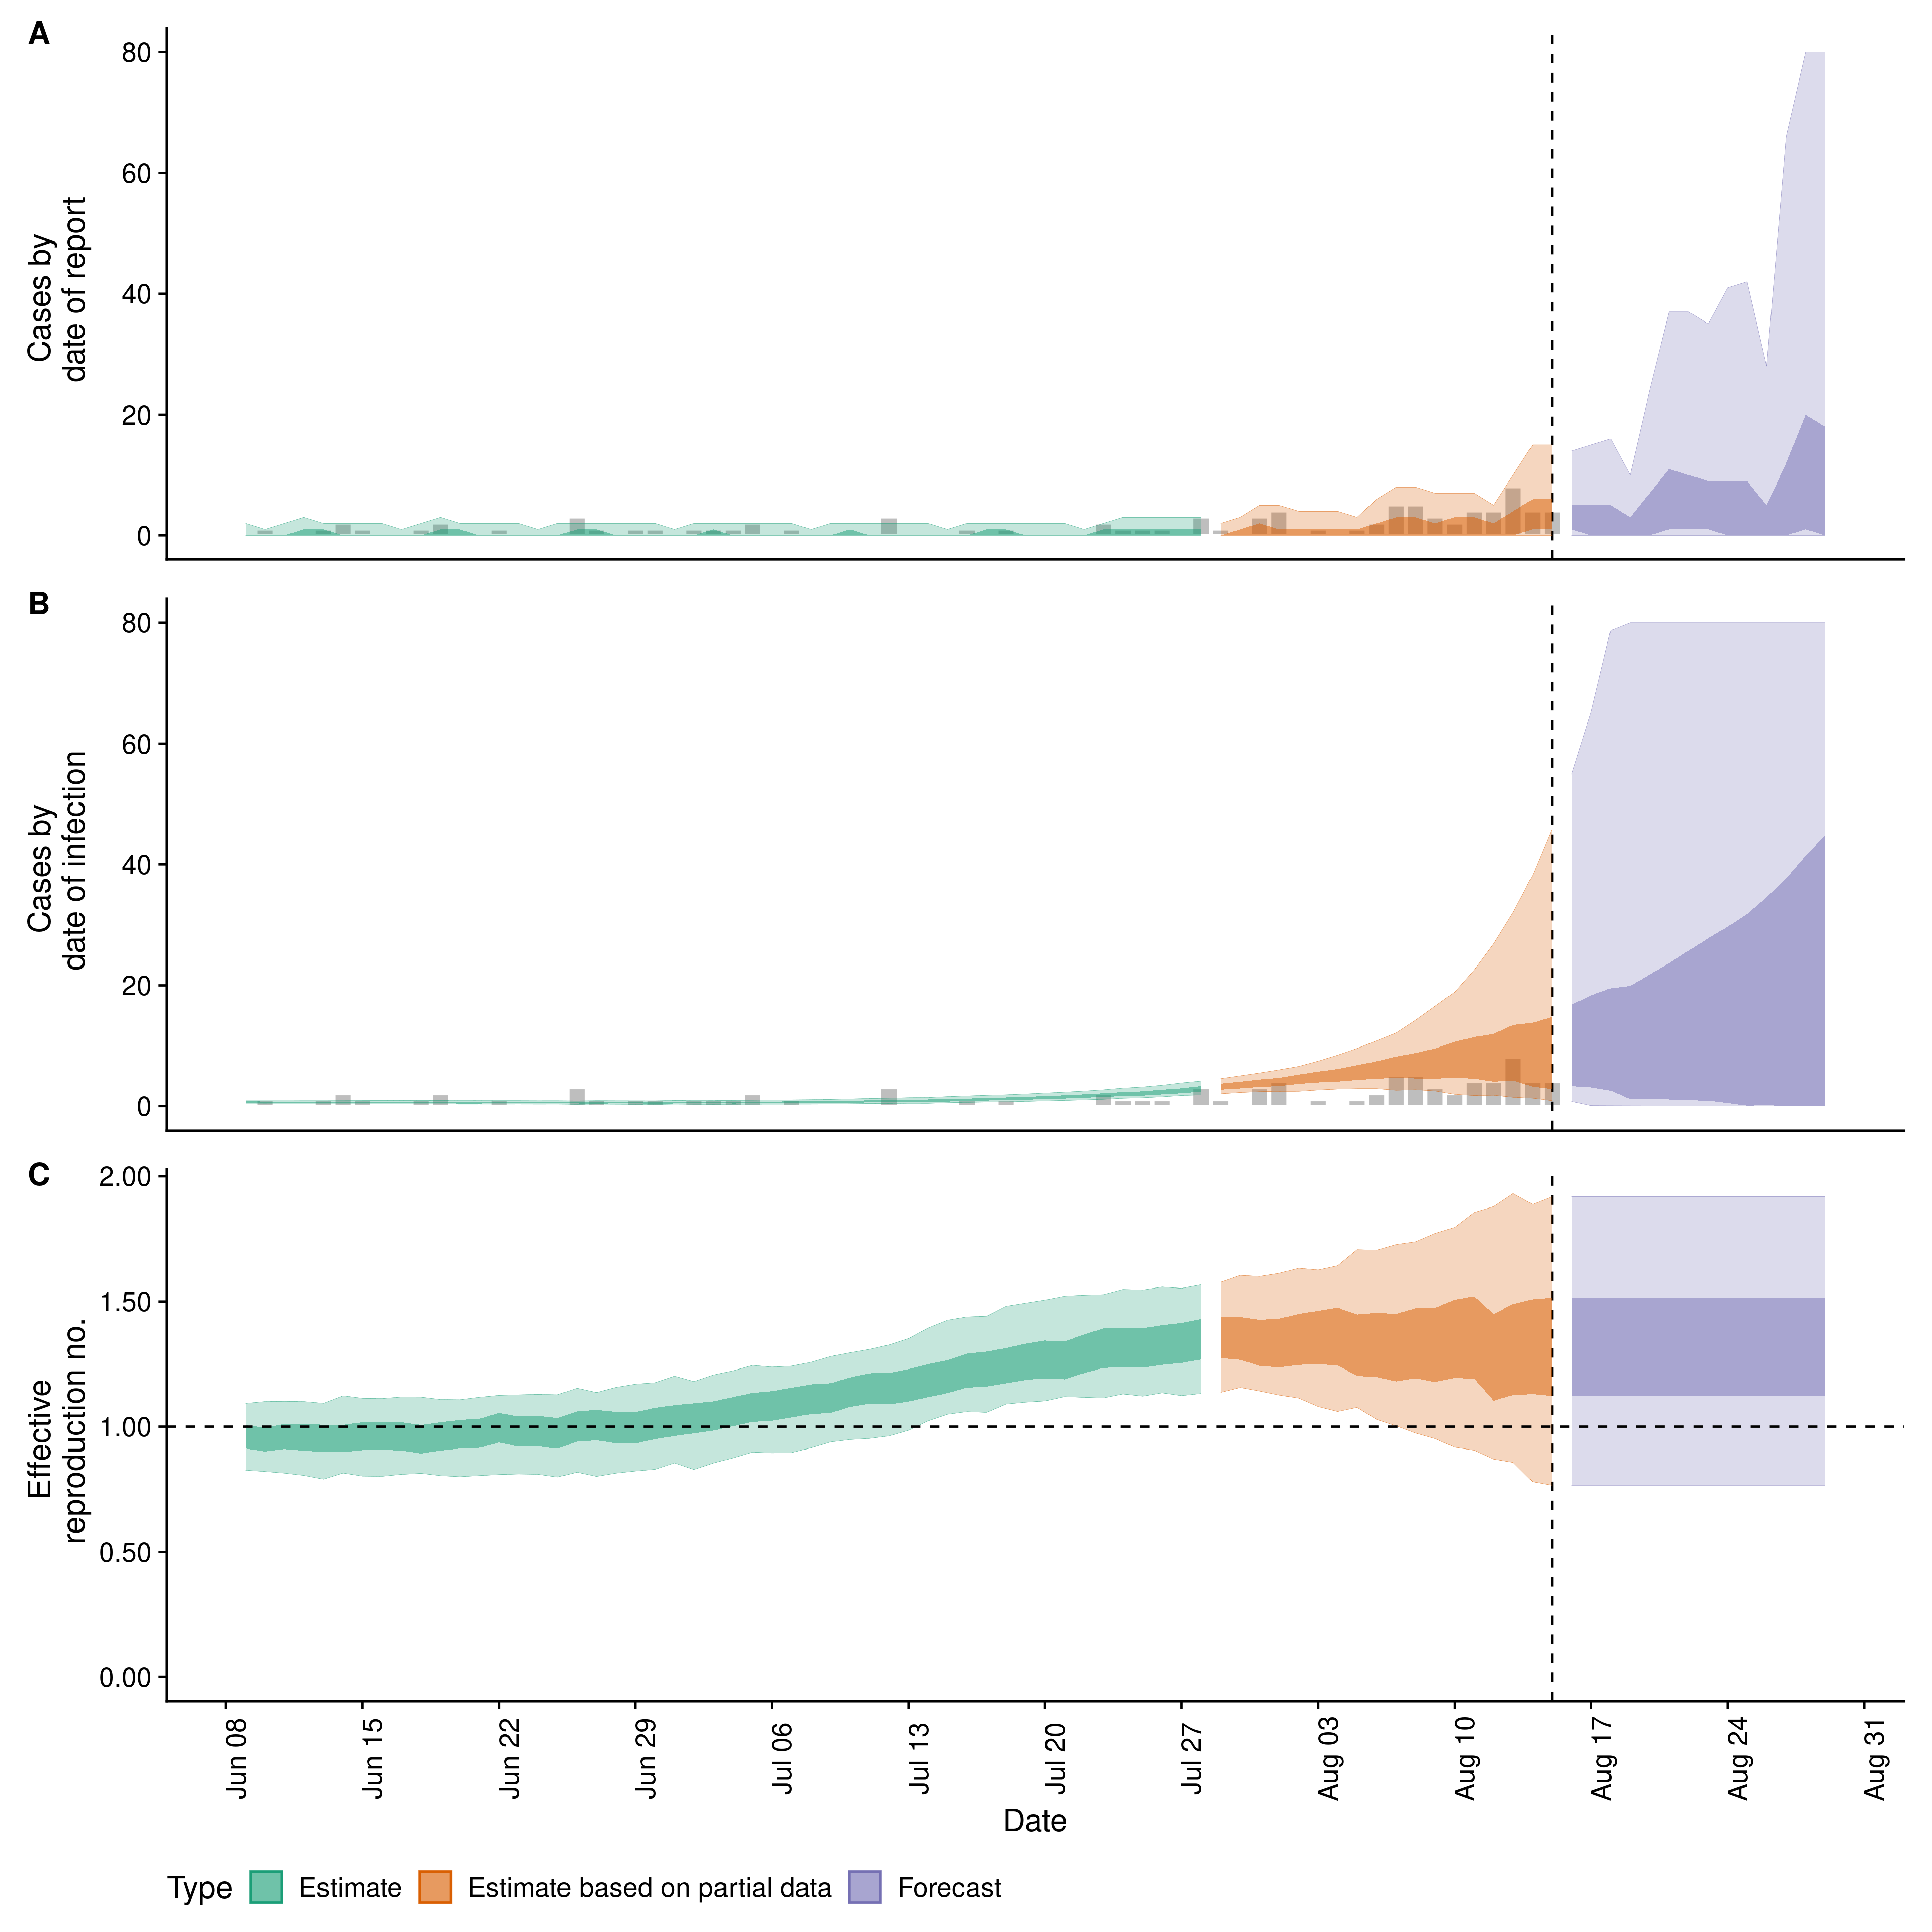 A
80
60
40
20
0
Cases by
date of report
B
80
60
40
20
0
Cases by
date of infection
C
2.00
1.50
1.00
0.50
0.00
Effective
reproduction no.
Jun 08
Jun 15
Jun 22
Jun 29
Jul 06
Jul 13
Jul 20
Jul 27
Aug 03
Aug 10
Aug 17
Aug 24
Aug 31
Date
Type Estimate Estimate based on partial data Forecast